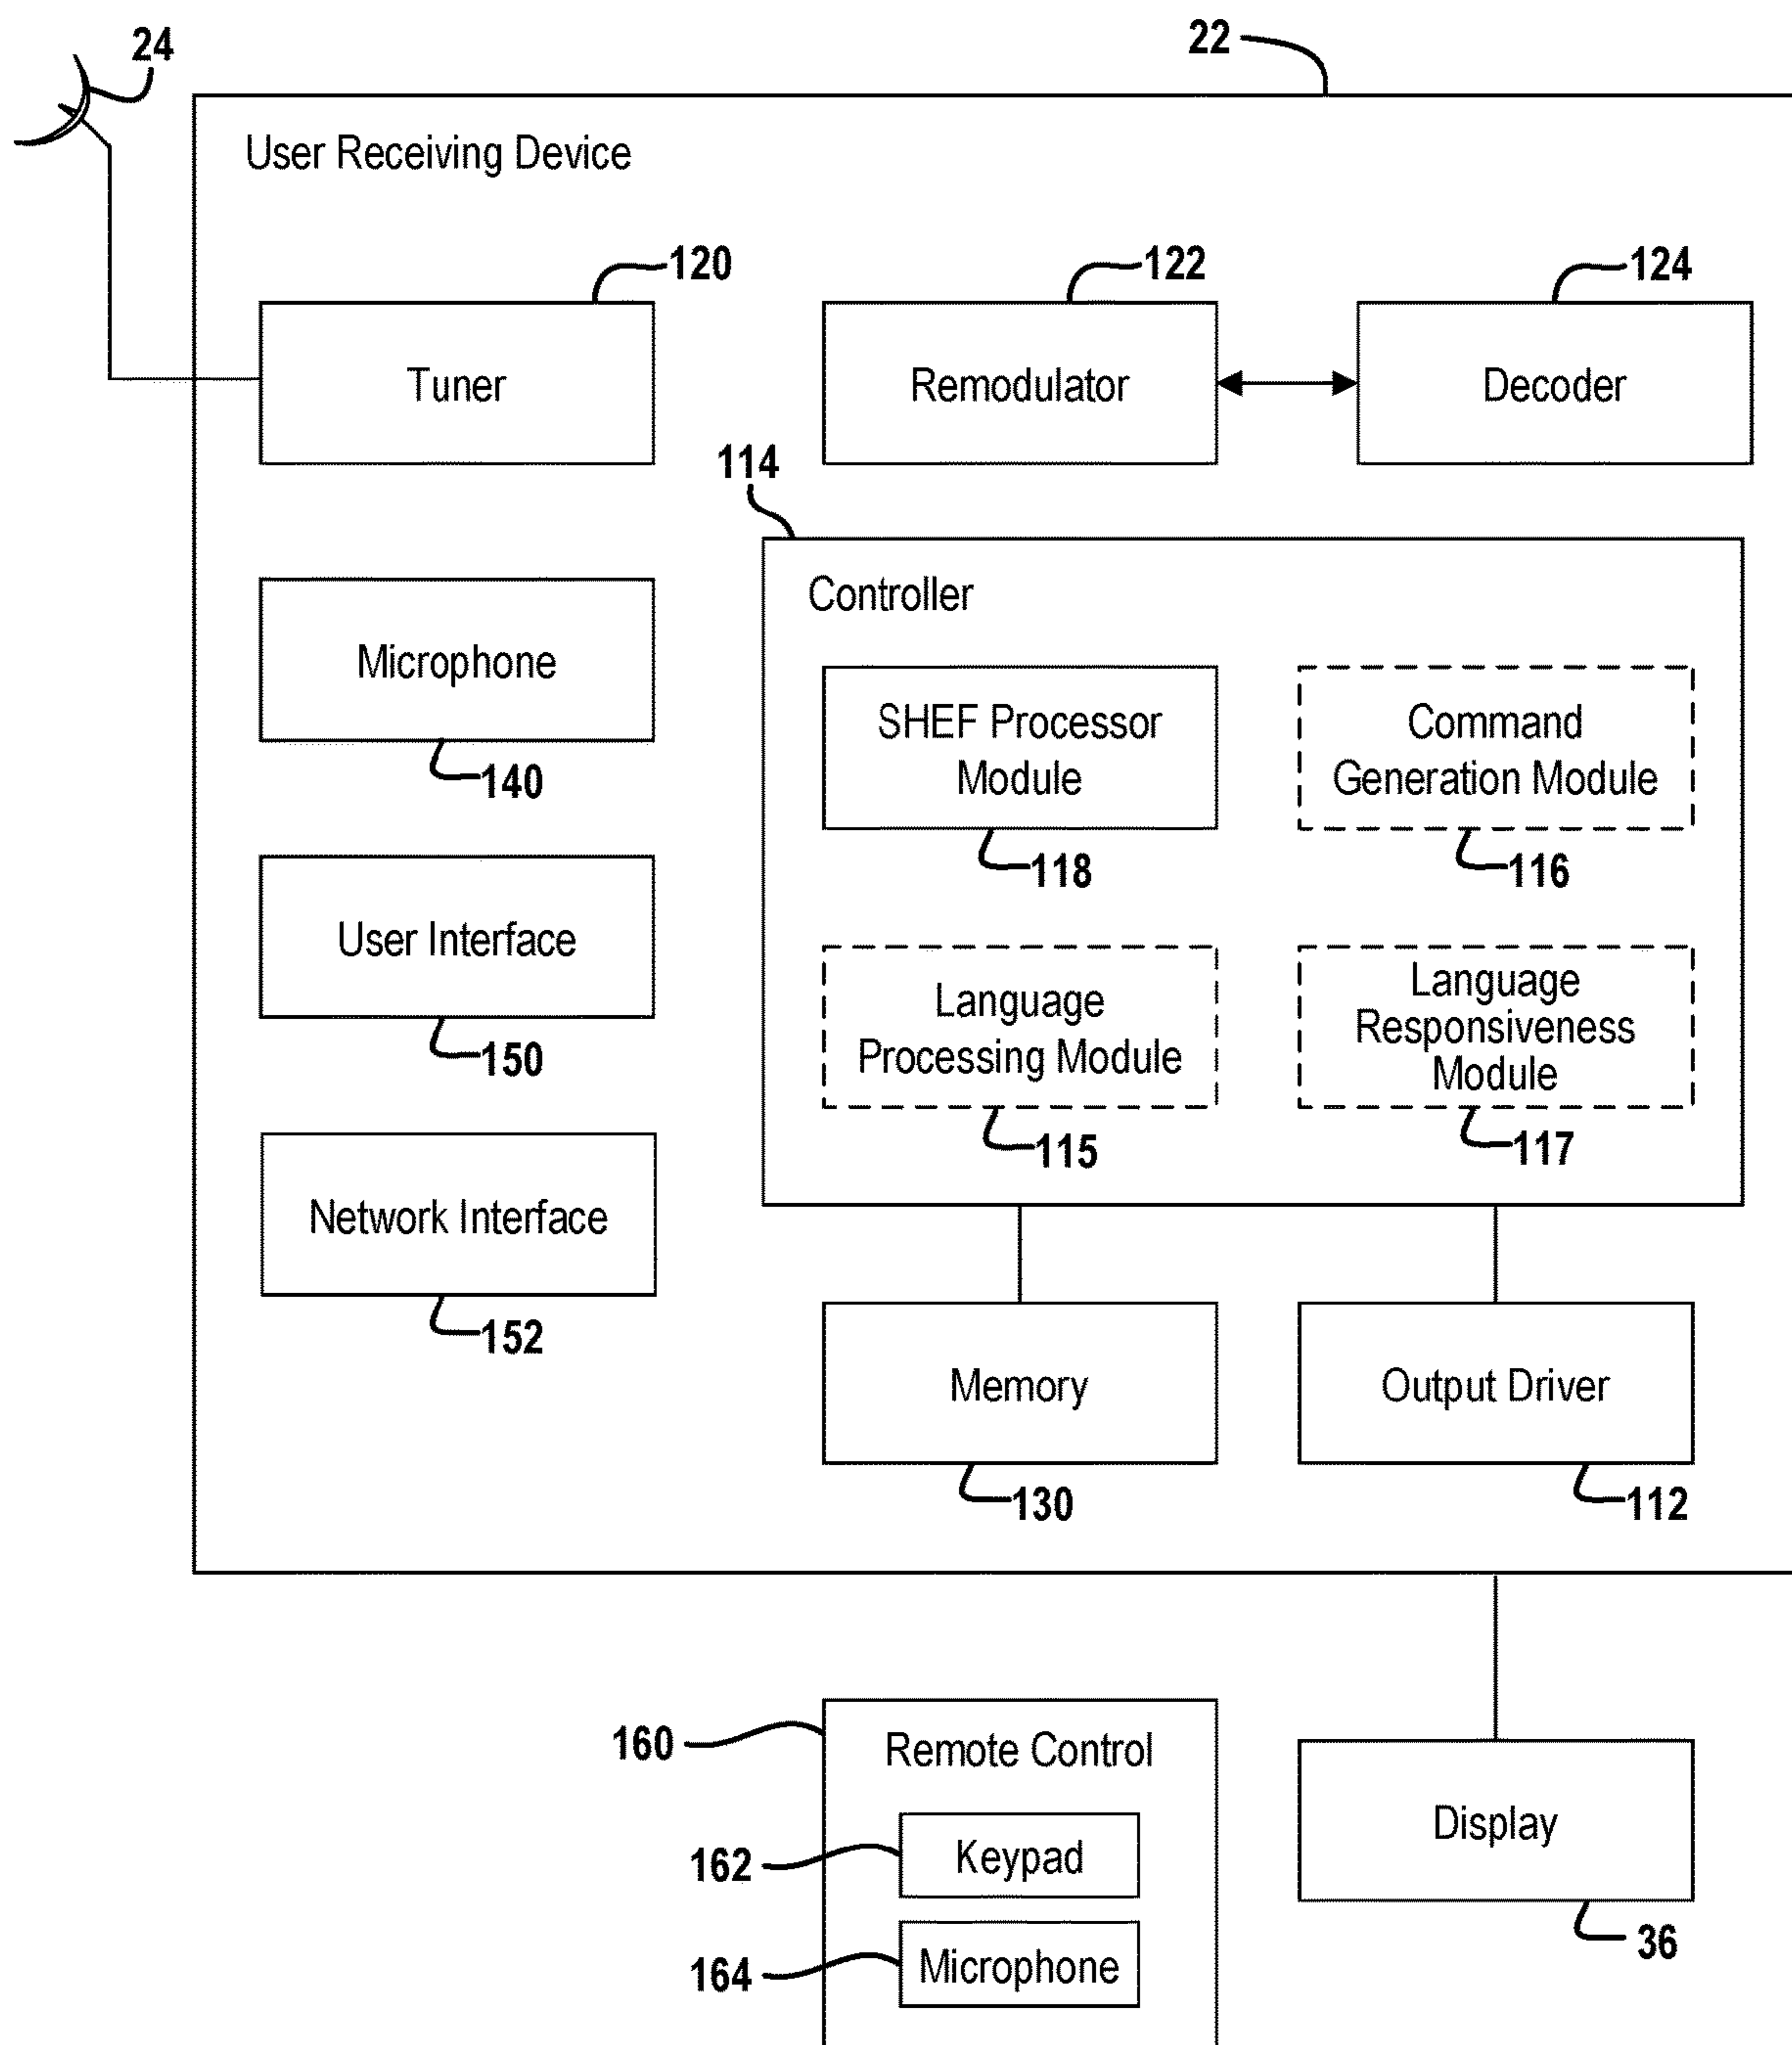 24
22
User Receiving Device
120
122
124
Tuner
Remodulator
Decoder
114
Controller
Microphone
140
SHEF Processor
Module
118
Command
Generation Module
116
User Interface
150
Language
Processing Module
115
Language
Responsiveness
Module
117
Network Interface
152
Memory
130
Output Driver
112
160
Remote Control
162
Keypad
164
Microphone
Display
36